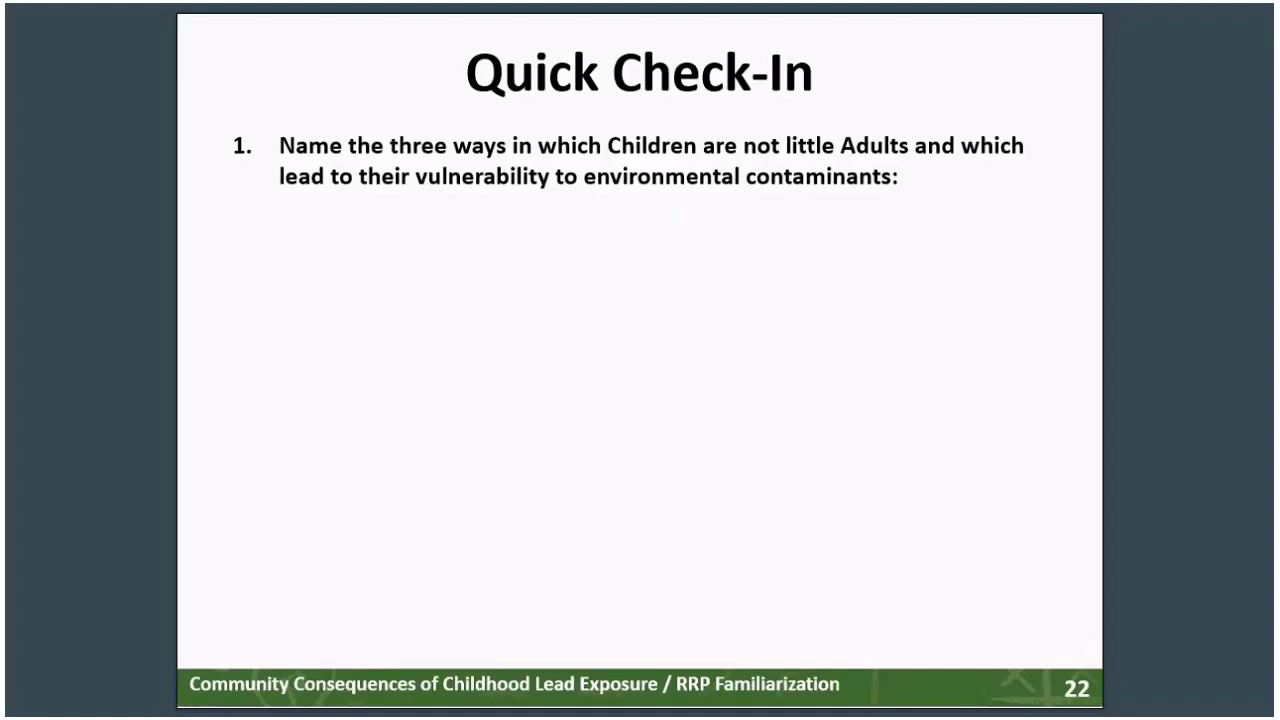 Quick Check-In
1. Name the three ways in which Children are not little Adults and which
lead to their vulnerability to environmental contaminants:
Community Consequences of Childhood Lead Exposure / RRP Familiarization
22